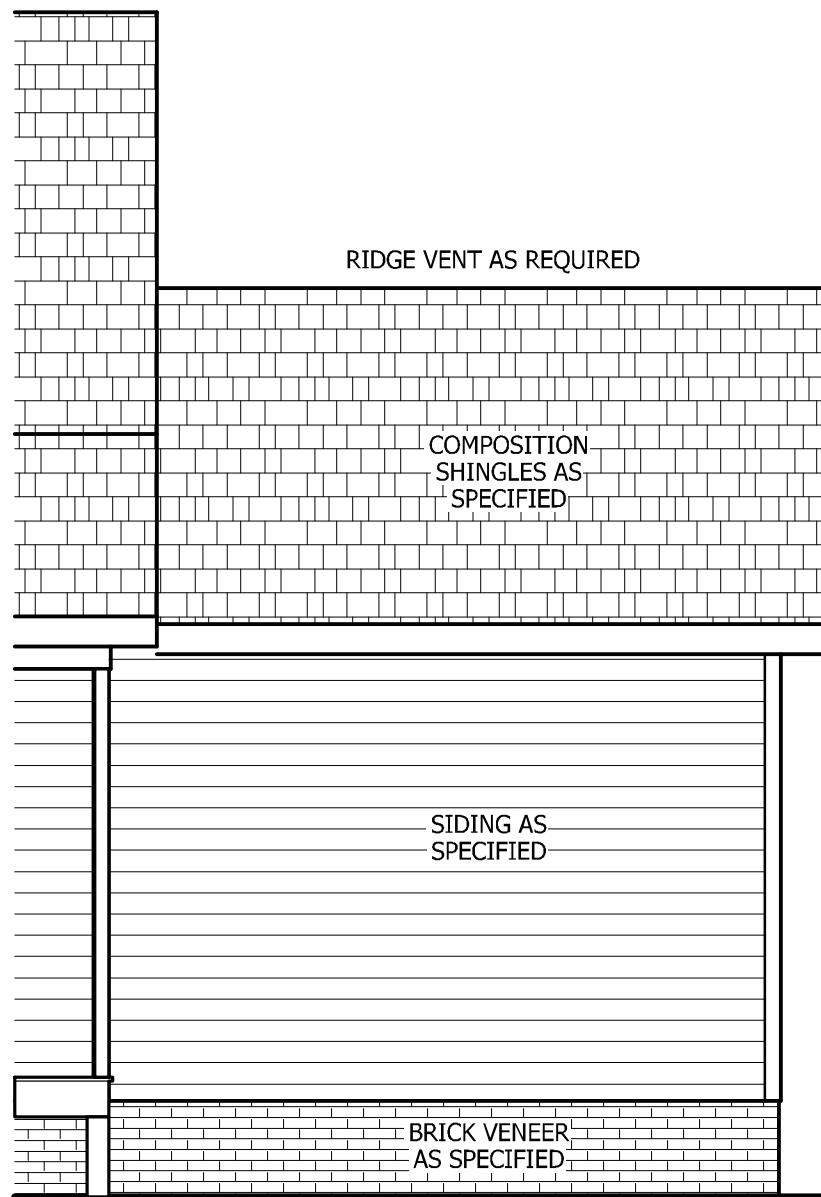 RIDGE VENT AS REQUIRED
COMPOSITION
SHINGLES AS
SPECIFIED
SIDING AS
SPECIFIED
BRICK VENEER
AS SPECIFIED